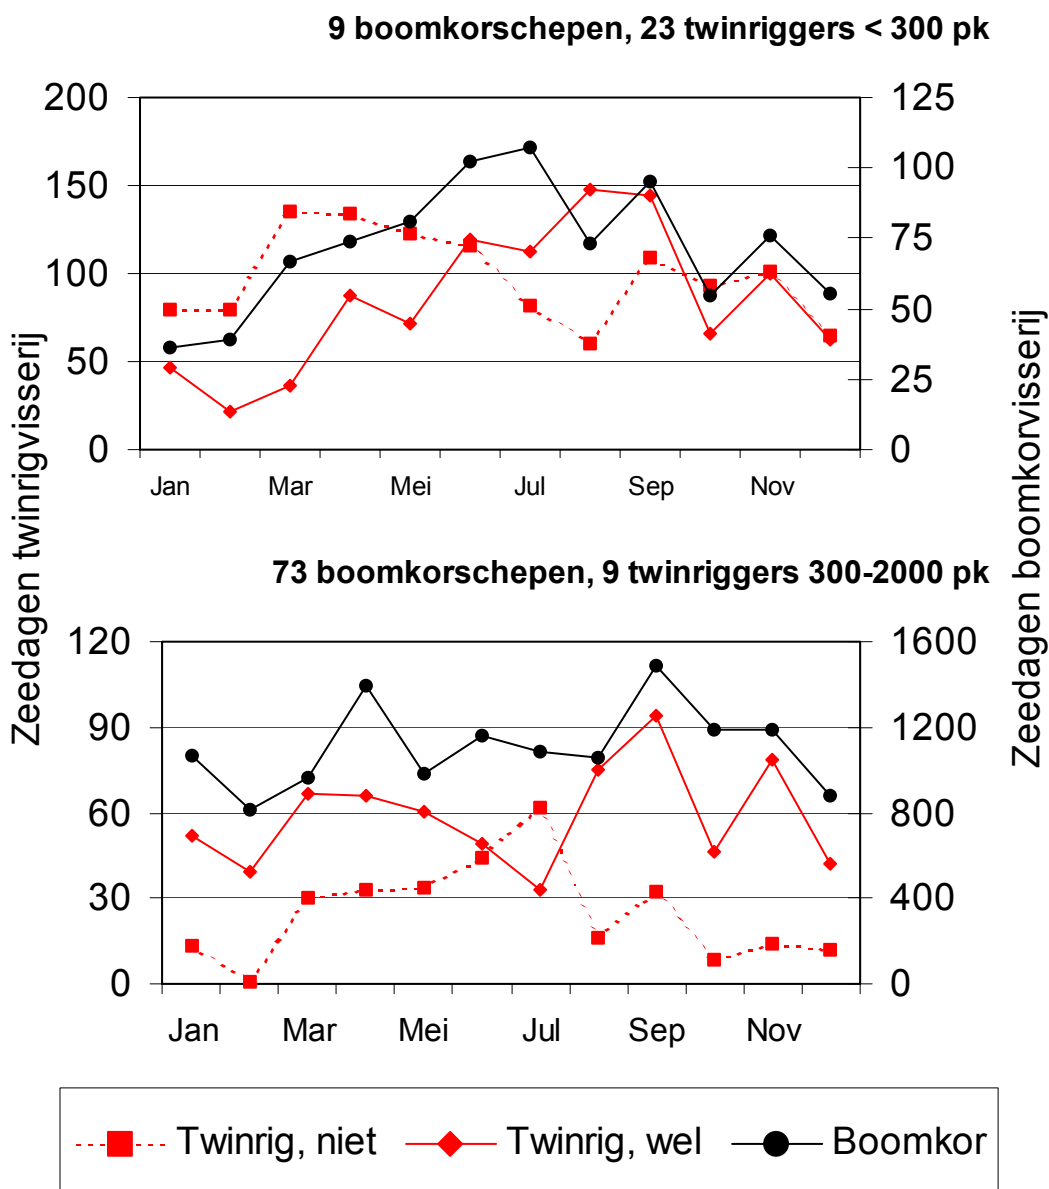 9 boomkorschepen, 23 twinriggers < 300 pk
200 125
150 100
100 75
50 50
0 25
0
Jan Mar Mei Jul Sep Nov
Zeedagen twinrigvisserij
Zeedagen boomkorvisserij
73 boomkorschepen, 9 twinriggers 300-2000 pk
120 1600
90 1200
60 800
30 400
0 0
Jan Mar Mei Jul Sep Nov
Twinrig, niet Twinrig, wel Boomkor